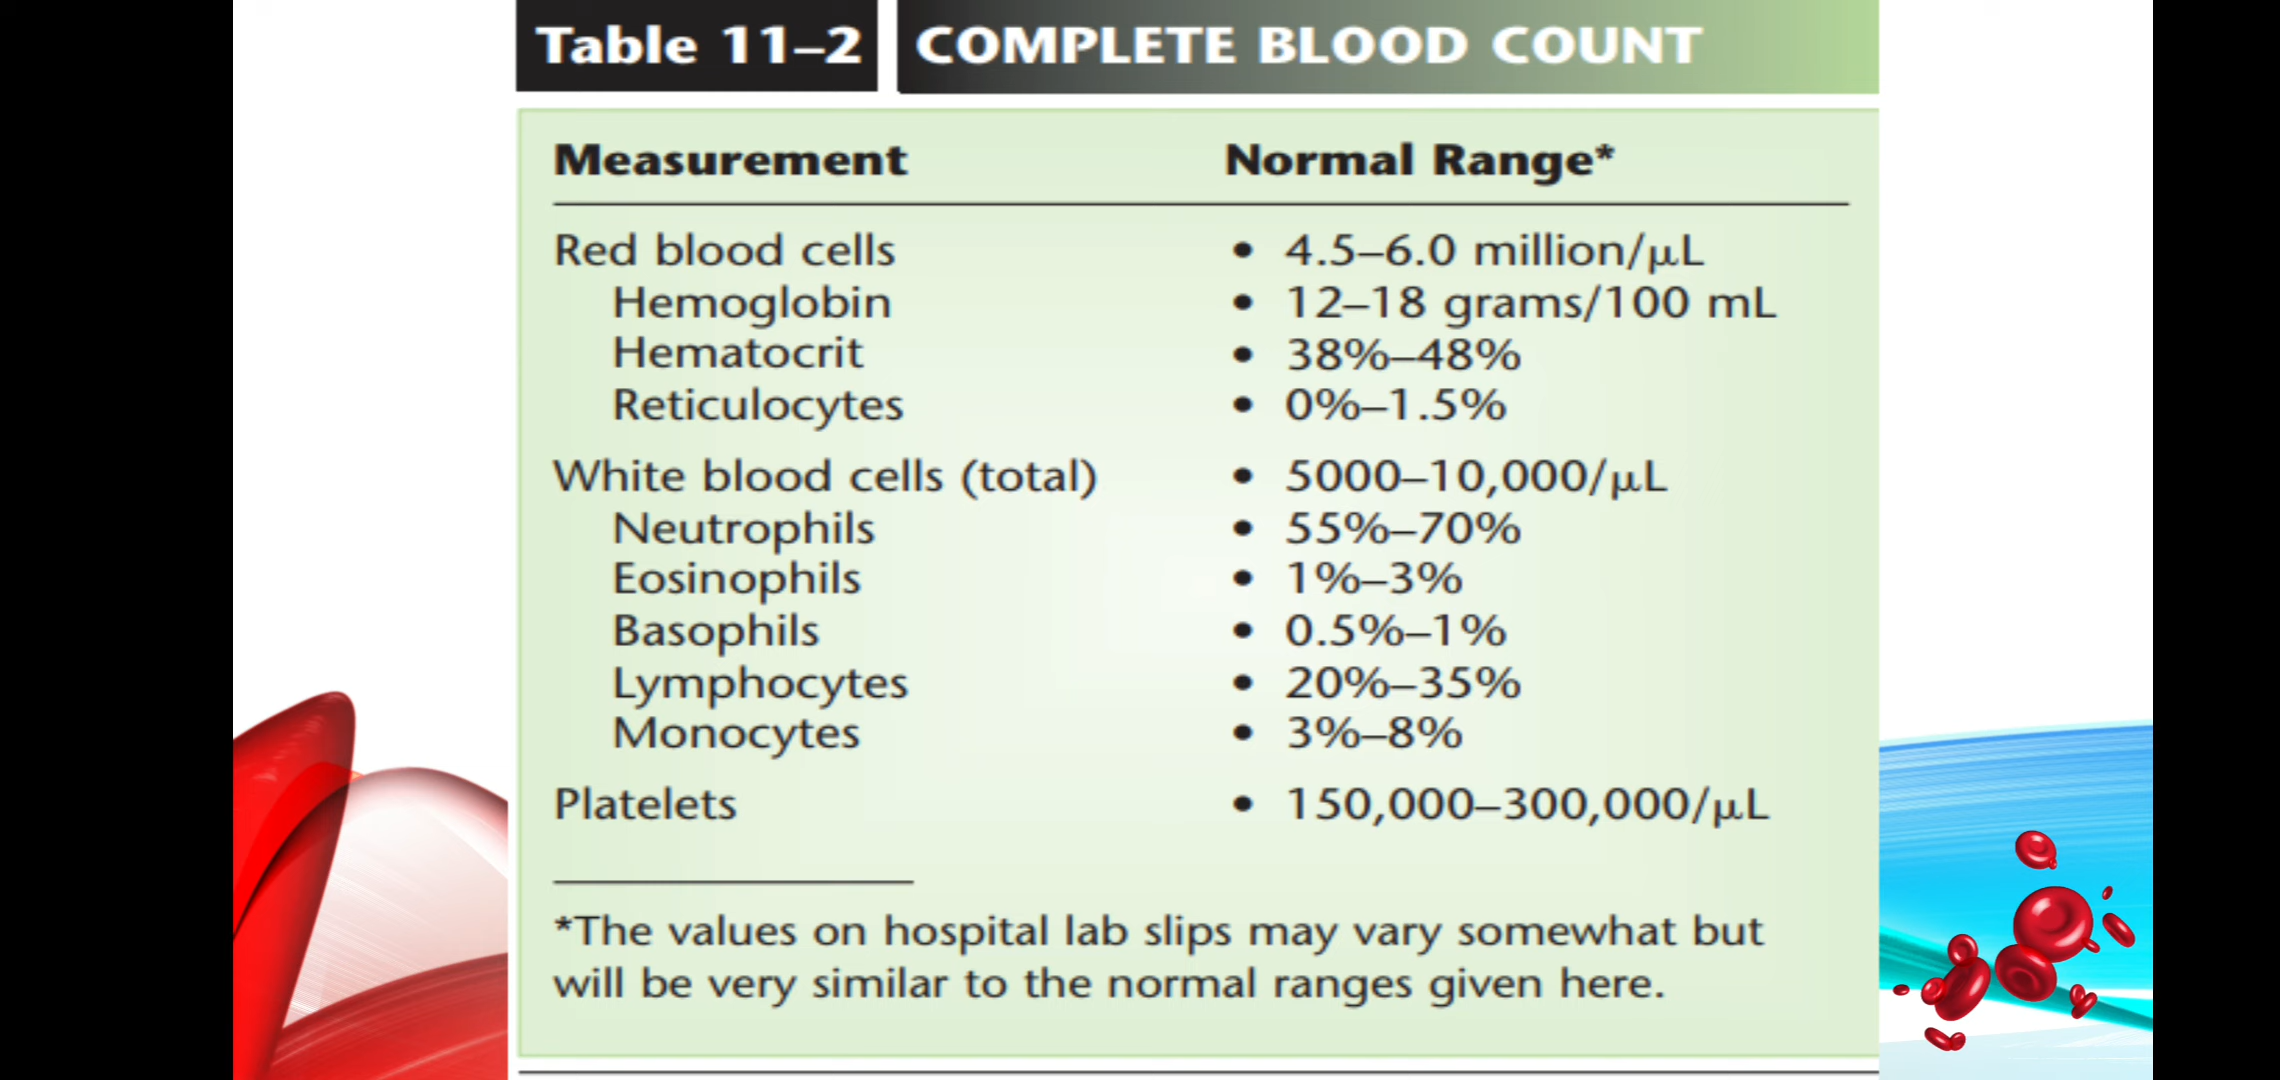 Table 11–2 COMPLETE BLOOD COUNT
Measurement Normal Range*
Red blood cells • 4.5–6.0 million/μL
Hemoglobin • 12–18 grams/100 mL
Hematocrit • 38%–48%
Reticulocytes • 0%–1.5%
White blood cells (total) • 5000–10,000/μL
Neutrophils • 55%–70%
Eosinophils • 1%–3%
Basophils • 0.5%–1%
Lymphocytes • 20%–35%
Monocytes • 3%–8%
Platelets • 150,000–300,000/μL
*The values on hospital lab slips may vary somewhat but
will be very similar to the normal ranges given here.